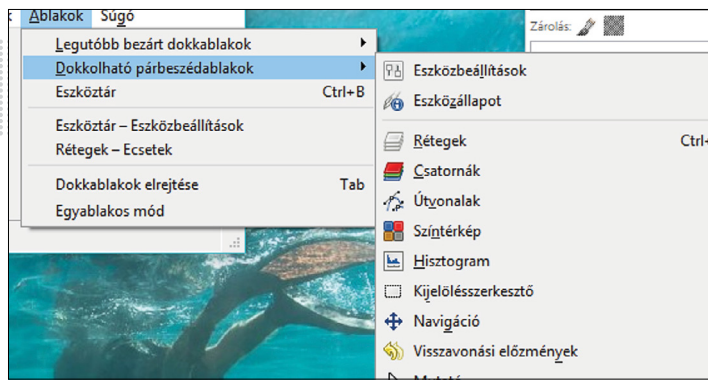 Ablakok Súgó
Zárolás:
Legutóbb bezárt dokkablakok
Dokkolható párbeszédablakok
Eszköztár Ctrl+B
Eszköztár – Eszközbeállítások
Rétegek – Ecsetek
Dokkablakok elrejtése Tab
Egyablakos mód
Eszközbeállítások
Eszközállapot
Rétegek Ctrl+
Csatornák
Útvonalak
Színtérkép
Hisztogram
Kijelölésszerkesztő
Navigáció
Visszavonási előzmények